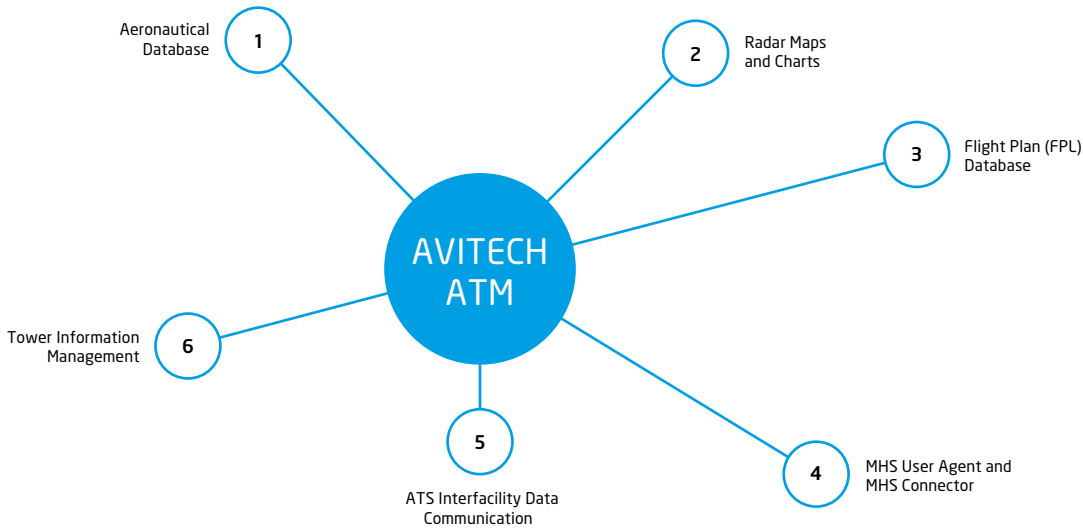 Aeronautical
Database
1
2
Radar Maps
and Charts
3
Flight Plan (FPL)
Database
AVITECH
ATM
Tower Information
Management
6
5
ATS Interfacility Data
Communication
4
MHS User Agent and
MHS Connector